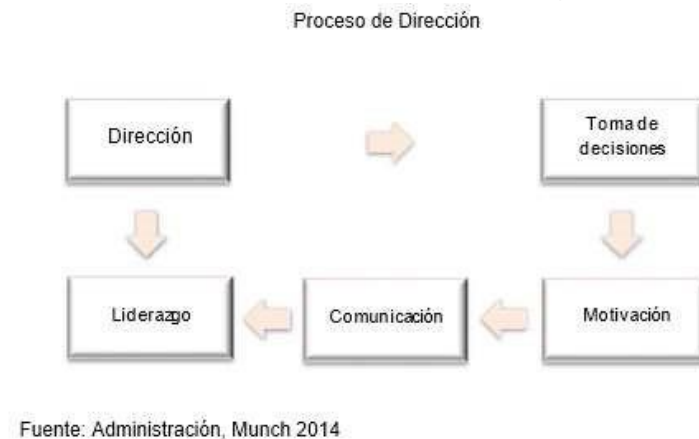 Proceso de Dirección
Dirección
Toma de
decisiones
Liderazgo
Comunicación
Motivación
Fuente: Administración, Munch 2014